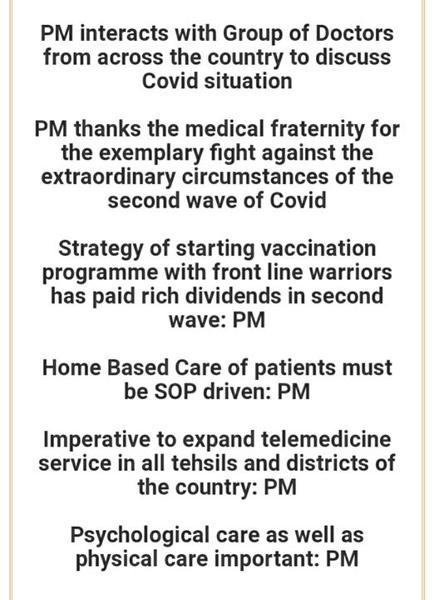 PM interacts with Group of Doctors
from across the country to discuss
Covid situation
PM thanks the medical fraternity for
the exemplary fight against the
extraordinary circumstances of the
second wave of Covid
Strategy of starting vaccination
programme with front line warriors
has paid rich dividends in second
wave: PM
Home Based Care of patients must
be SOP driven: PM
Imperative to expand telemedicine
service in all tehsils and districts of
the country: PM
Psychological care as well as
physical care important: PM